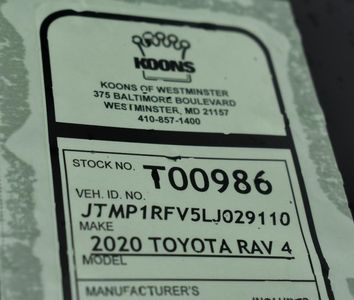 KOONS
KOONS OF WESTMINSTER
375 BALTIMORE BOULEVARD
WESTMINSTER, MD 21157
410-857-1400
STOCK NO. T00986
VEH. ID. NO.
JTMP1RFV5LJ029110
MAKE
2020 TOYOTA RAV 4
MODEL
MANUFACTURER'S